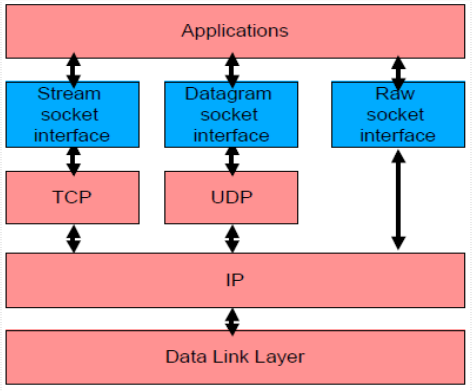 Applications
Stream
socket
interface
Datagram
socket
interface
Raw
socket
interface
TCP
UDP
IP
Data Link Layer